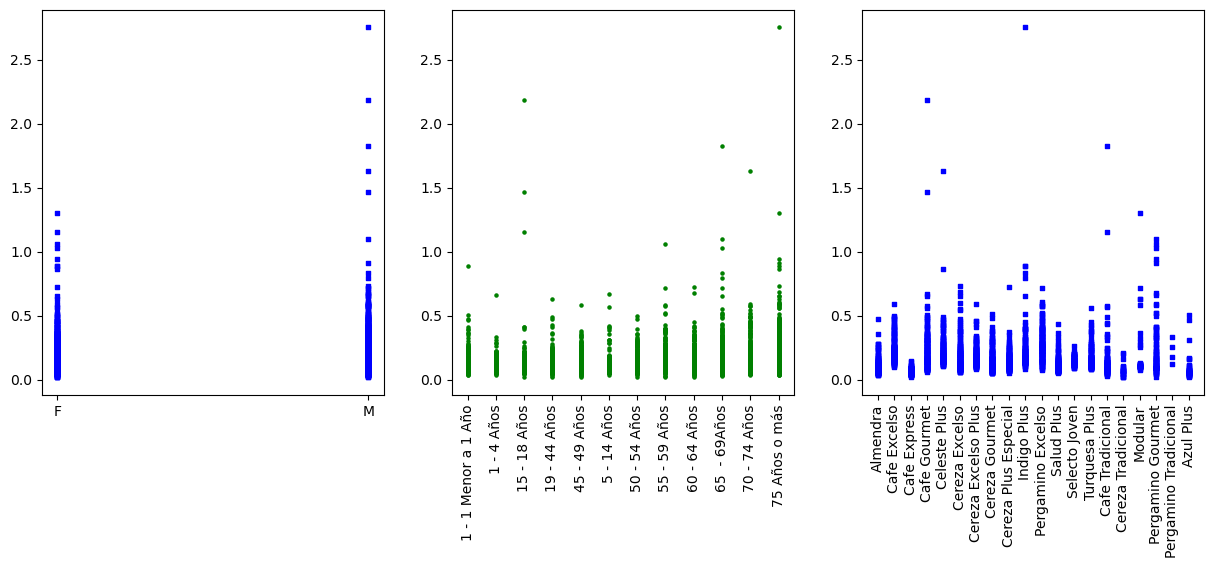 2.5
2.0
1.5
1.0
0.5
0.0
F
M
2.5
2.0
1.5
1.0
0.5
0.0
1 - 1 Menor a 1 Año
1 - 4 Años
15 - 18 Años
19 - 44 Años
45 - 49 Años
5 - 14 Años
50 - 54 Años
55 - 59 Años
60 - 64 Años
65  - 69Años
70 - 74 Años
75 Años o más
2.5
2.0
1.5
1.0
0.5
0.0
Almendra
Cafe Excelso
Cafe Express
Cafe Gourmet
Celeste Plus
Cereza Excelso
Cereza Excelso Plus
Cereza Gourmet
Cereza Plus Especial
Indigo Plus
Pergamino Excelso
Salud Plus
Selecto Joven
Turquesa Plus
Cafe Tradicional
Cereza Tradicional
Modular
Pergamino Gourmet
Pergamino Tradicional
Azul Plus